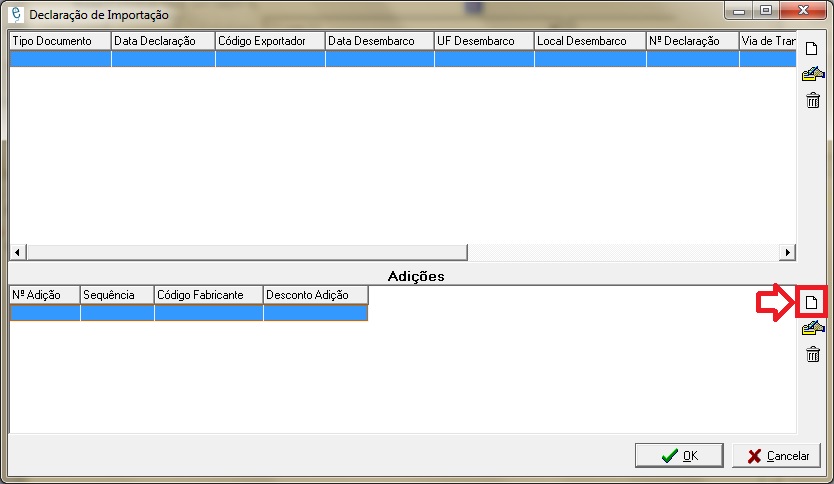 Declaração de Importação
Tipo Documento Data Declaração Código Exportador Data Desembarco UF Desembarco Local Desembarco Nº Declaração Via de Tran
Adições
Nº Adição Sequência Código Fabricante Desconto Adição
OK Cancelar